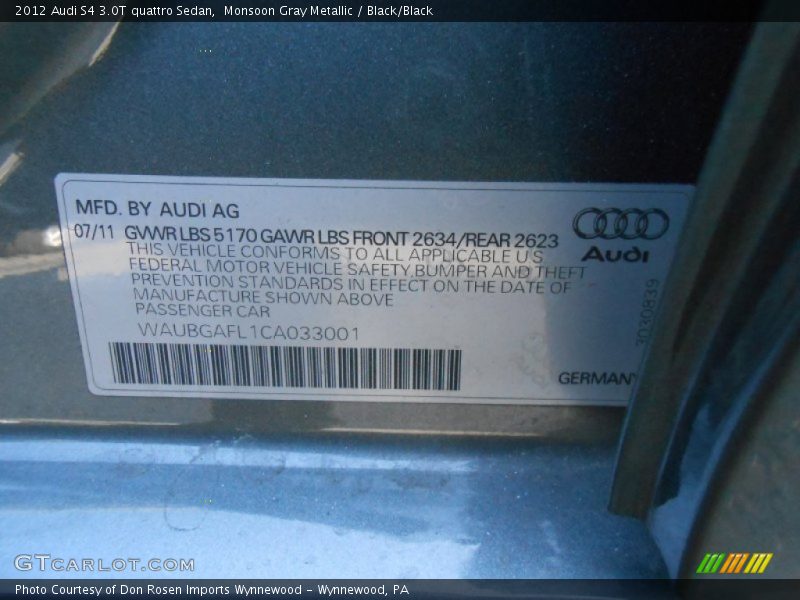 2012 Audi S4 3.0T quattro Sedan,  Monsoon Gray Metallic / Black/Black
MFD. BY AUDI AG
07/11 GVWR LBS 5170 GAWR LBS FRONT 2634/REAR 2623
THIS VEHICLE CONFORMS TO ALL APPLICABLE U S
FEDERAL MOTOR VEHICLE SAFETY,BUMPER AND THEFT
PREVENTION STANDARDS IN EFFECT ON THE DATE OF
MANUFACTURE SHOWN ABOVE
PASSENGER CAR
WAUBGAFL1CA033001
Audi
3030839
GERMANY
GTCARLOT.COM
Photo Courtesy of Don Rosen Imports Wynnewood – Wynnewood, PA